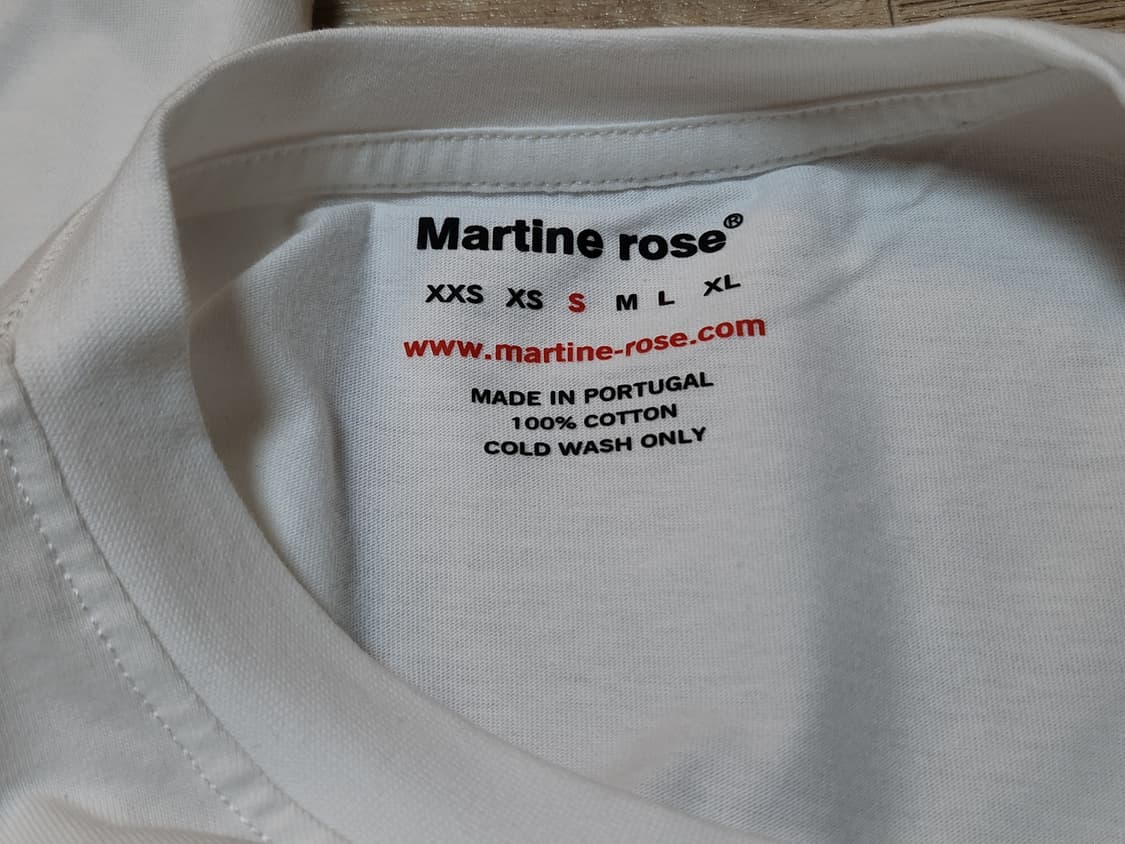 Martine rose®
XXS XS S M L XL
www.martine-rose.com
MADE IN PORTUGAL
100% COTTON
COLD WASH ONLY